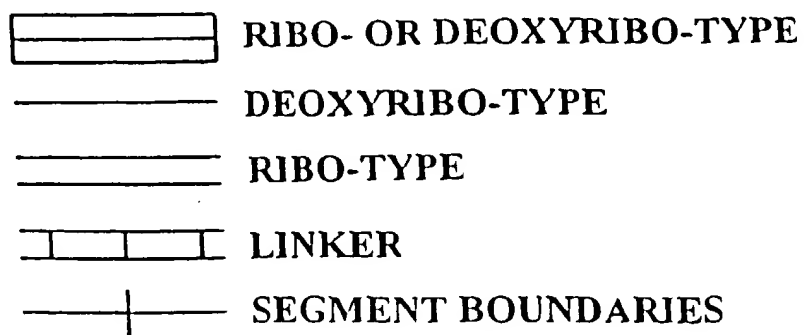 RIBO- OR DEOXYRIBO-TYPE
DEOXYRIBO-TYPE
RIBO-TYPE
LINKER
SEGMENT BOUNDARIES